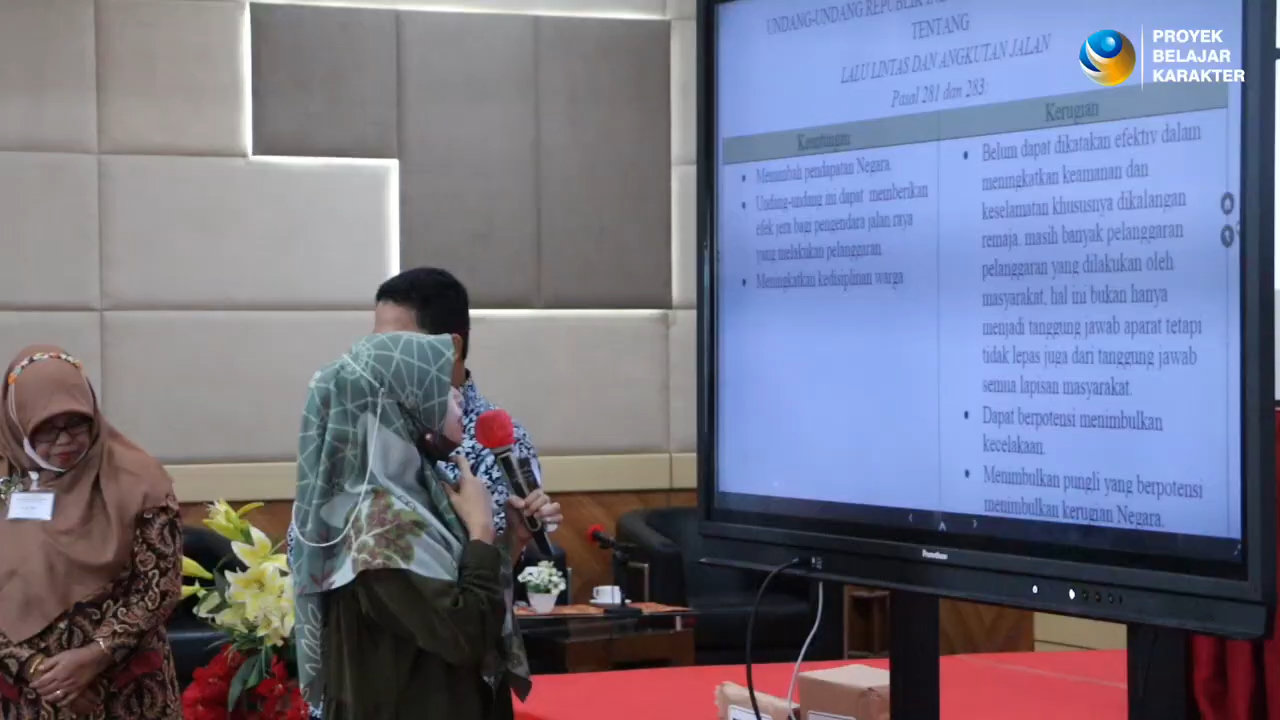 UNDANG-UNDANG REPUBLIK
TENTANG
LALU LINTAS DAN ANGKUTAN JALAN
Pasal 281 dan 283:
Keuntungan
Menambah pendapatan Negara.
Undang-undang ini dapat memberikan
efek jera bagi pengendara jalan raya
yang melakukan pelanggaran
Meningkatkan kedisiplinan warga
Kerugian
Belum dapat dikatakan efektiv dalam
meningkatkan keamanan dan
keselamatan khususnya dikalangan
remaja. masih banyak pelanggaran
pelanggaran yang dilakukan oleh
masyarakat, hal ini bukan hanya
menjadi tanggung jawab aparat tetapi
tidak lepas juga dari tanggung jawab
semua lapisan masyarakat.
Dapat berpotensi menimbulkan
kecelakaan.
Menimbulkan pungli yang berpotensi
menimbulkan kerugian Negara.
Promethean
PROYEK
BELAJAR
KARAKTER